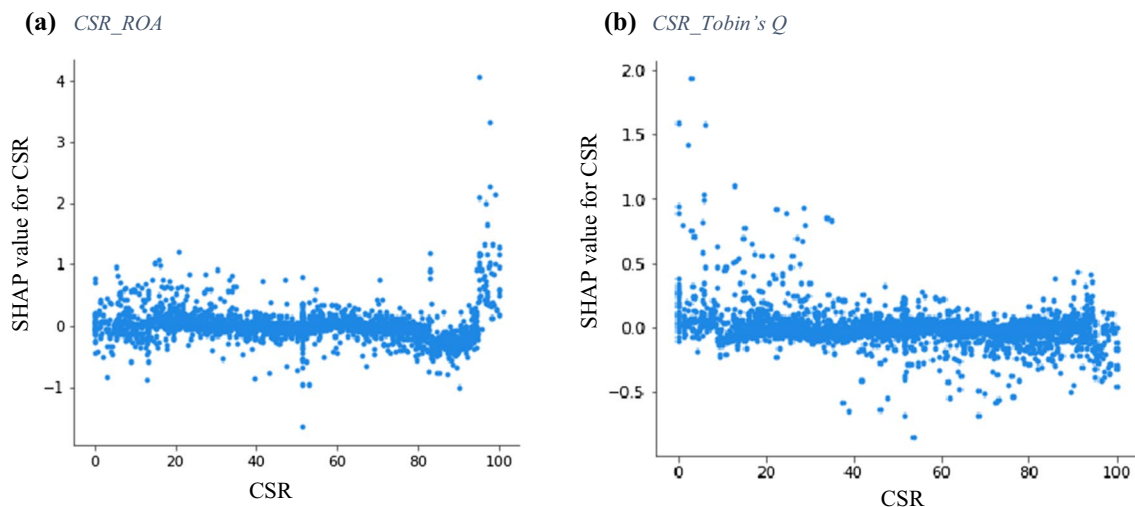 (a) CSR_ROA
SHAP value for CSR
4
3
2
1
0
−1
0 20 40 60 80 100
CSR
(b) CSR_Tobin's Q
SHAP value for CSR
2.0
1.5
1.0
0.5
0.0
−0.5
0 20 40 60 80 100
CSR